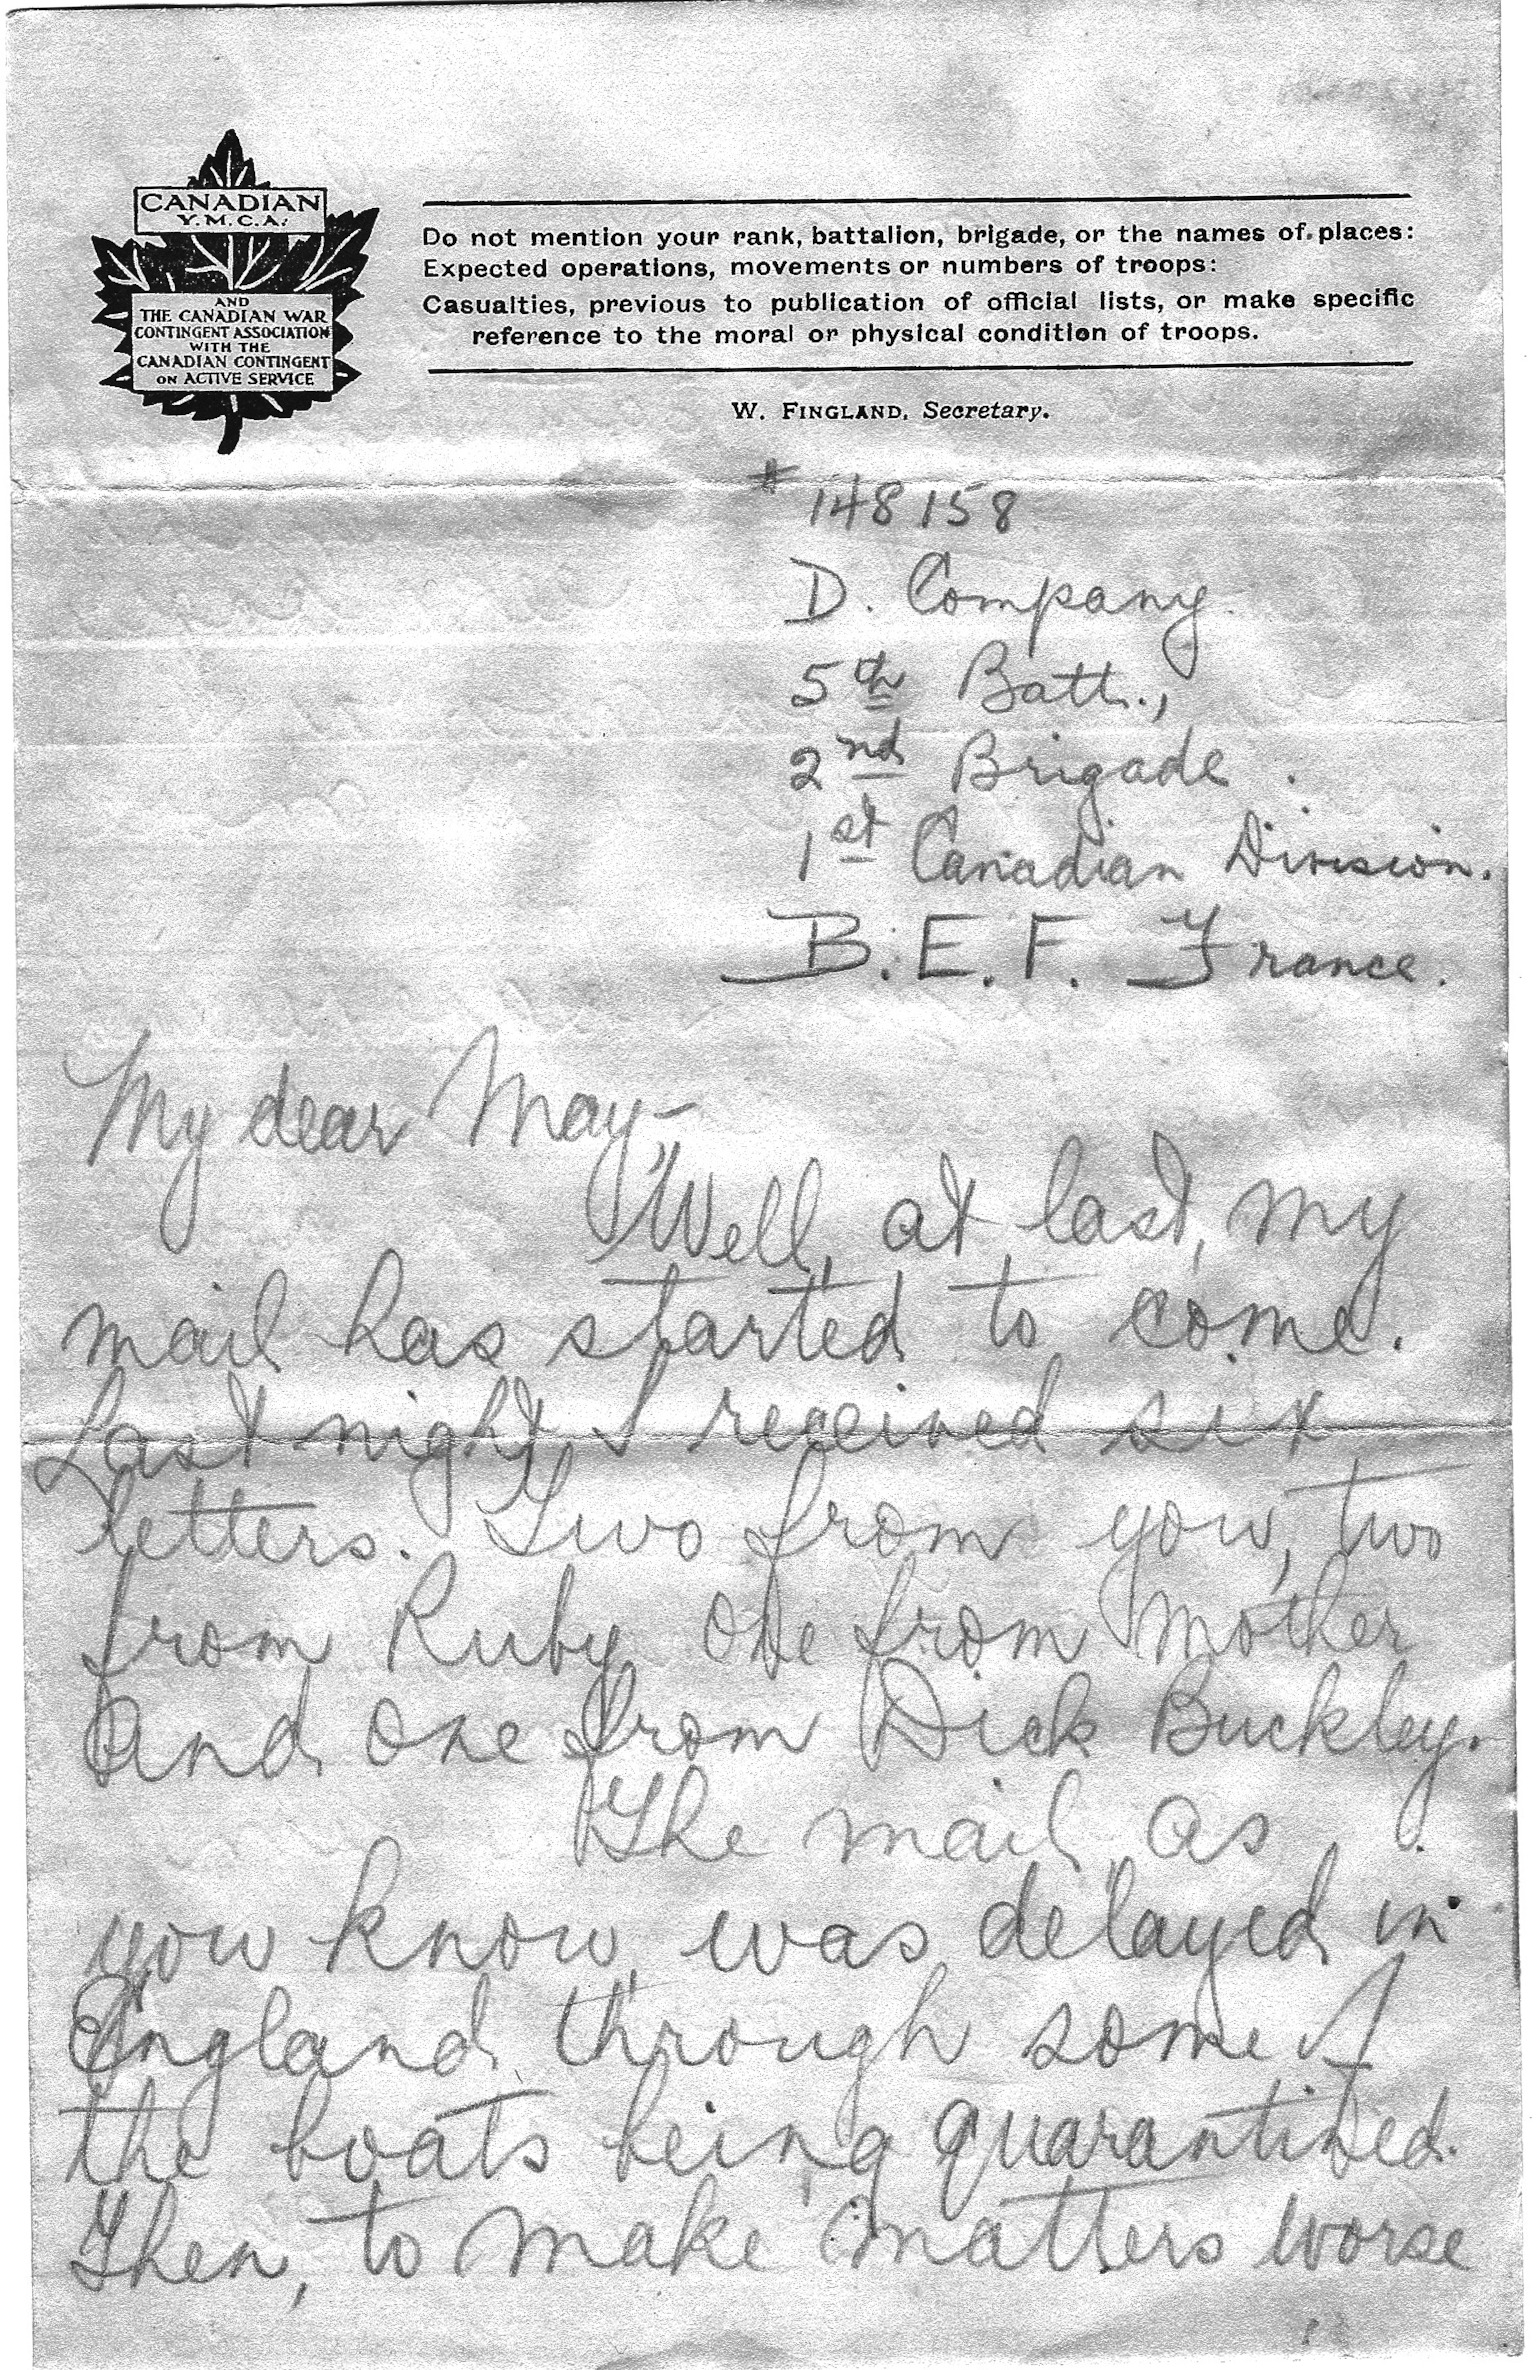 CANADIAN
Y.M.C.A.
AND
THE CANADIAN WAR
CONTINGENT ASSOCIATION
WITH THE
CANADIAN CONTINGENT
ON ACTIVE SERVICE
Do not mention your rank, battalion, brigade, or the names of places:
Expected operations, movements or numbers of troops:
Casualties, previous to publication of official lists, or make specific
reference to the moral or physical condition of troops.
W. FINGLAND, Secretary.
# 148158
D. Company.
5th Batt.,
2nd Brigade.
1st Canadian Division.
B. E. F. France.
My dear May-
Well, at last, my
mail has started to come.
Last night I received six
letters. Two from you, two
from Ruby one from Mother
and one from Dick Buckley.
The mail as
you know, was delayed in
England through some of
the boats being quarantined.
Then, to make matters worse